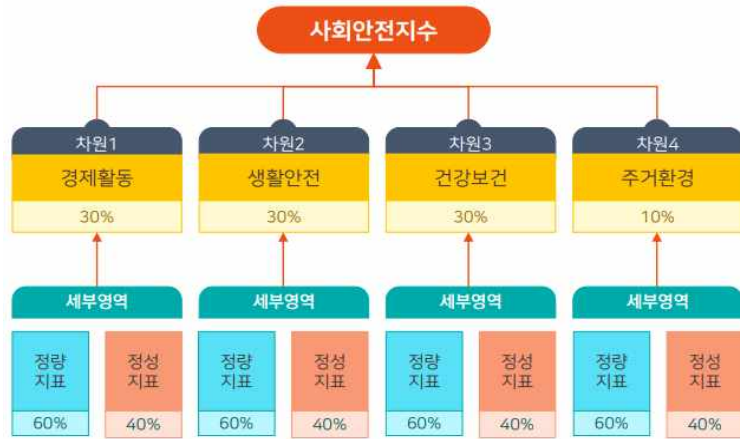 사회안전지수
차원1 차원2 차원3 차원4
경제활동 생활안전 건강보건 주거환경
30% 30% 30% 10%
세부영역 세부영역 세부영역 세부영역
정량 정성 정량 정성 정량 정성 정량 정성
지표 지표 지표 지표 지표 지표 지표 지표
60% 40% 60% 40% 60% 40% 60% 40%